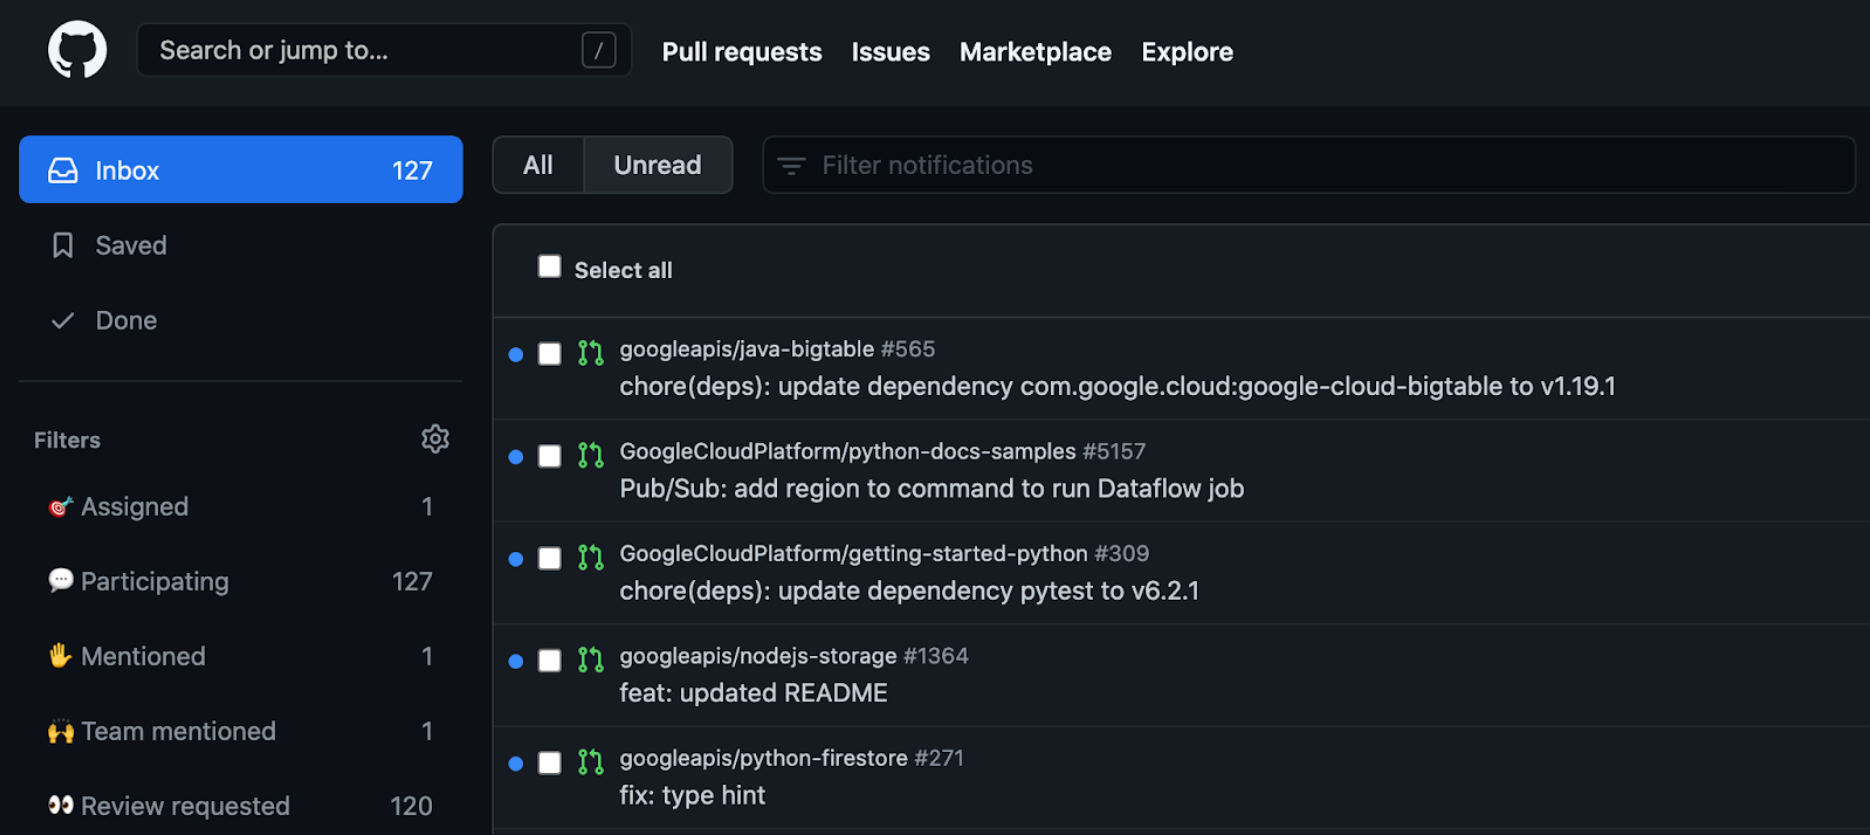 Search or jump to... /
Pull requests Issues Marketplace Explore
Inbox 127
Saved
Done
Filters
Assigned 1
Participating 127
Mentioned 1
Team mentioned 1
Review requested 120
All Unread Filter notifications
Select all
googleapis/java-bigtable #565
chore(deps): update dependency com.google.cloud:google-cloud-bigtable to v1.19.1
GoogleCloudPlatform/python-docs-samples #5157
Pub/Sub: add region to command to run Dataflow job
GoogleCloudPlatform/getting-started-python #309
chore(deps): update dependency pytest to v6.2.1
googleapis/nodejs-storage #1364
feat: updated README
googleapis/python-firestore #271
fix: type hint